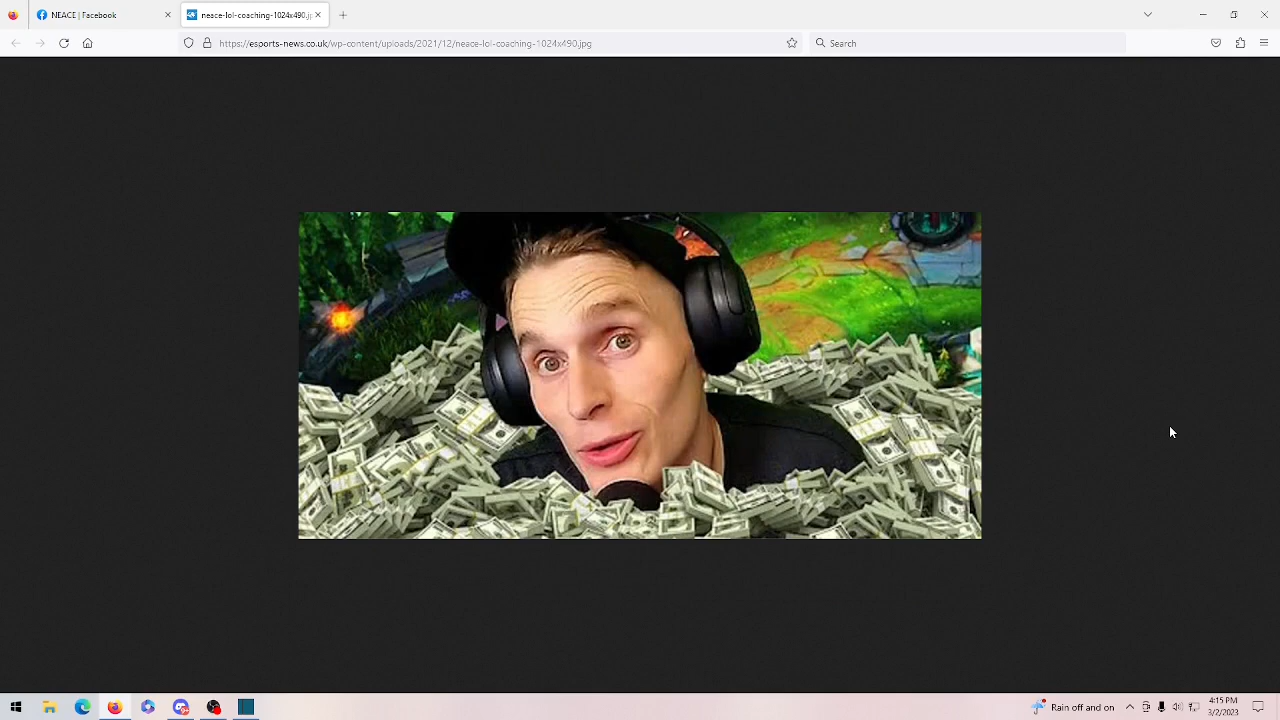 NEACE | Facebook
neace-lol-coaching-1024x490.jp
https://esports-news.co.uk/wp-content/uploads/2021/12/neace-lol-coaching-1024x490.jpg
Search
Rain off and on
4:15 PM
3/2/2023